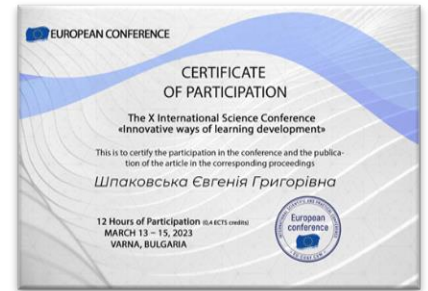 EUROPEAN CONFERENCE
CERTIFICATE
OF PARTICIPATION
The X International Science Conference
«Innovative ways of learning development»
This is to certify the participation in the conference and the publica-
tion of the article in the corresponding proceedings
Шпаковська Євгенія Григорівна
12 Hours of Participation (0,4 ECTS credits)
MARCH 13 – 15, 2023
VARNA, BULGARIA
European
conference